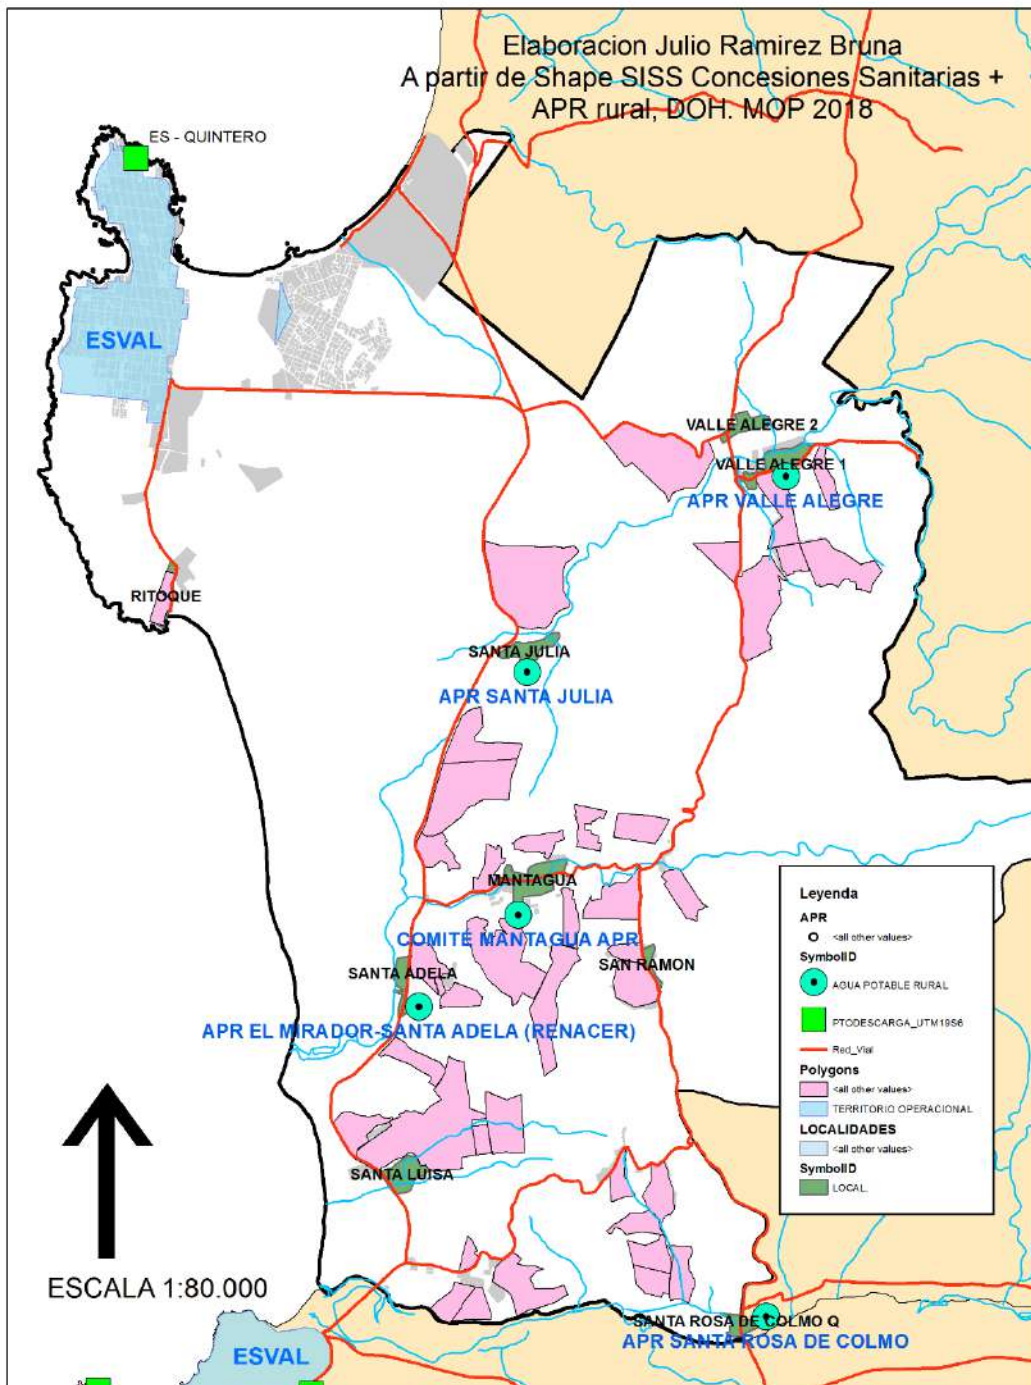 Elaboracion Julio Ramirez Bruna
A partir de Shape SISS Concesiones Sanitarias +
APR rural, DOH. MOP 2018
ES - QUINTERO
ESVAL
VALLE ALEGRE 2
VALLE ALEGRE 1
APR VALLE ALEGRE
RITOQUE
SANTA JULIA
APR SANTA JULIA
MANTAGUA
COMITE MANTAGUA APR
SANTA ADELA
SAN RAMON
APR EL MIRADOR-SANTA ADELA (RENACER)
SANTA LUISA
Leyenda
APR
<all other values>
SymbolID
AGUA POTABLE RURAL
PTODESCARGA_UTM19S6
Red_Vial
Polygons
<all other values>
TERRITORIO OPERACIONAL
LOCALIDADES
<all other values>
SymbolID
LOCAL.
ESCALA 1:80.000
SANTA ROSA DE COLMO Q
APR SANTA ROSA DE COLMO
ESVAL